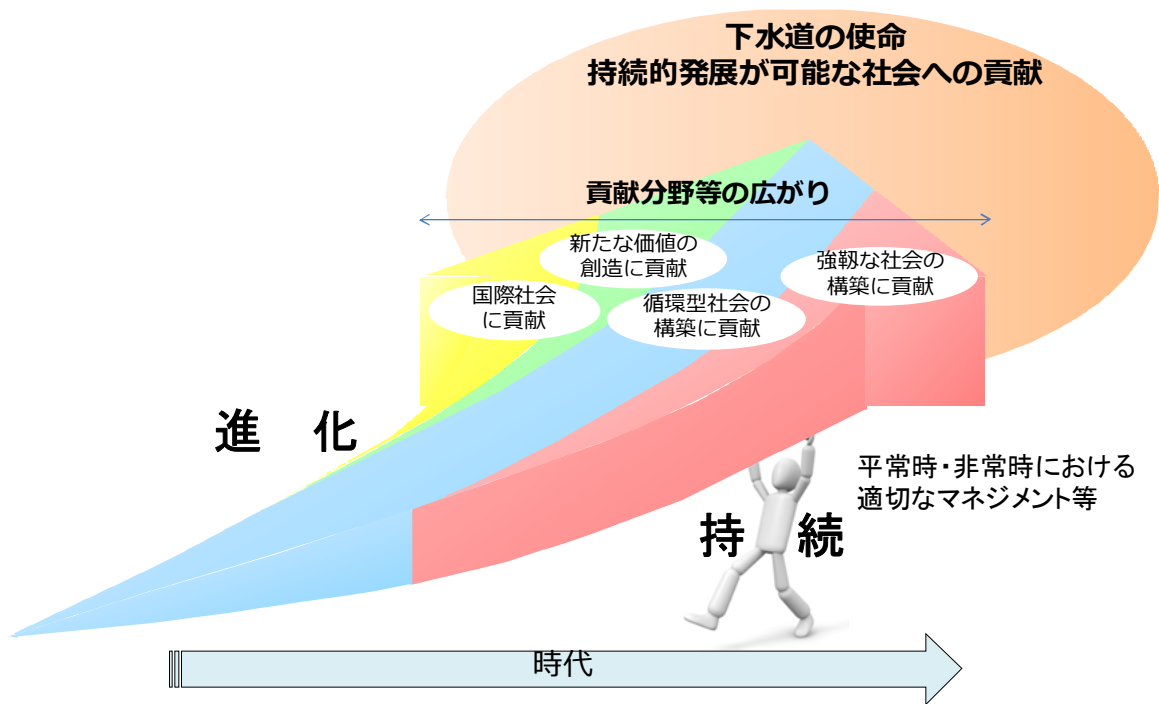 下水道の使命
持続的発展が可能な社会への貢献
貢献分野等の広がり
新たな価値の
創造に貢献
強靱な社会の
構築に貢献
国際社会
に貢献
循環型社会の
構築に貢献
進 化
平常時・非常時における
適切なマネジメント等
持 続
時代